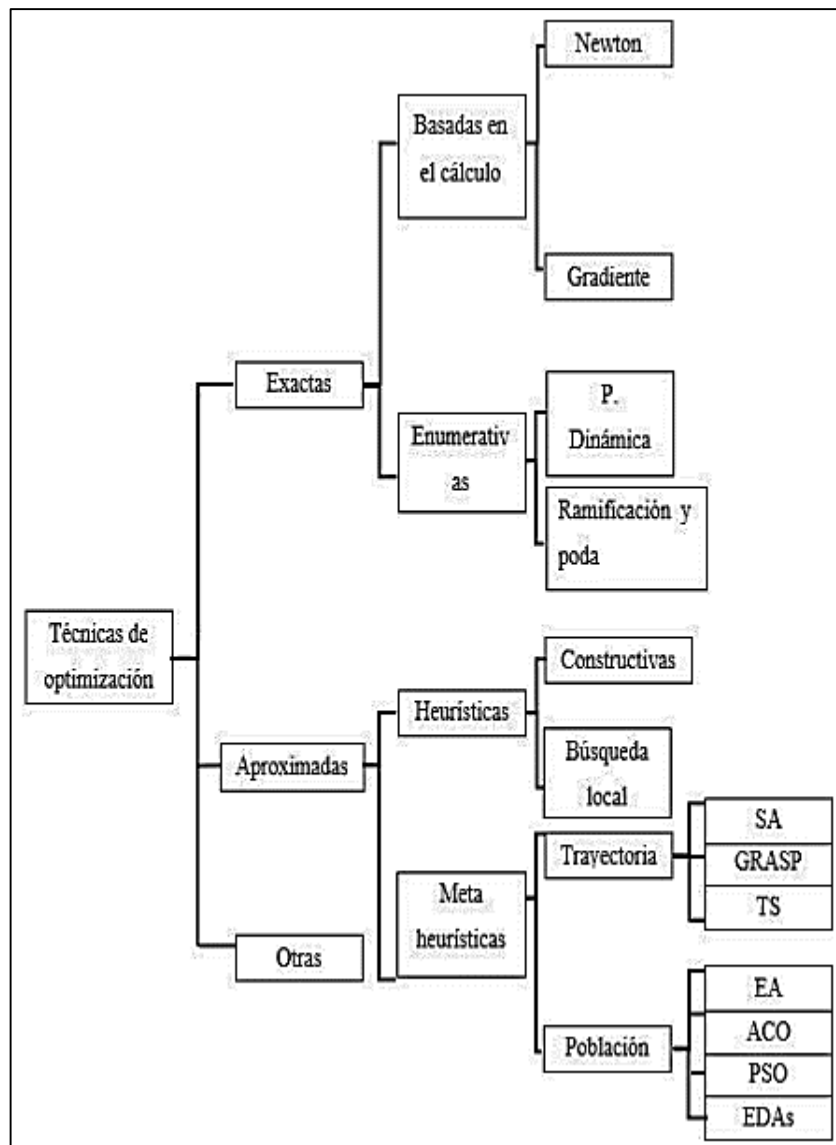 Newton
Basadas en
el cálculo
Gradiente
Exactas
P.
Dinámica
Enumerativ
as
Ramificación y
poda
Técnicas de
optimización
Constructivas
Heurísticas
Aproximadas
Búsqueda
local
SA
Trayectoria
GRASP
TS
Meta
heurísticas
Otras
EA
ACO
Población
PSO
EDAs